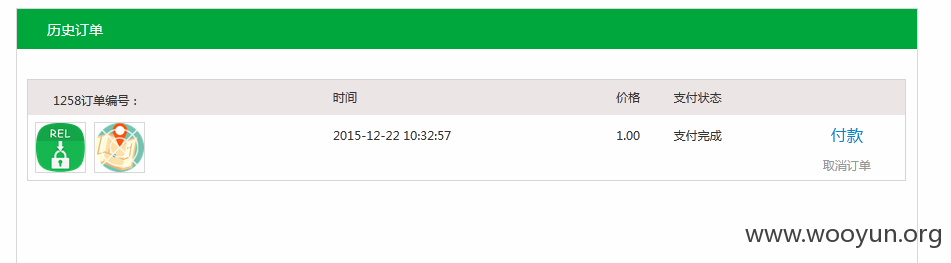 历史订单
1258订单编号： 时间 价格 支付状态
REL 2015-12-22 10:32:57 1.00 支付完成 付款
取消订单
www.wooyun.org